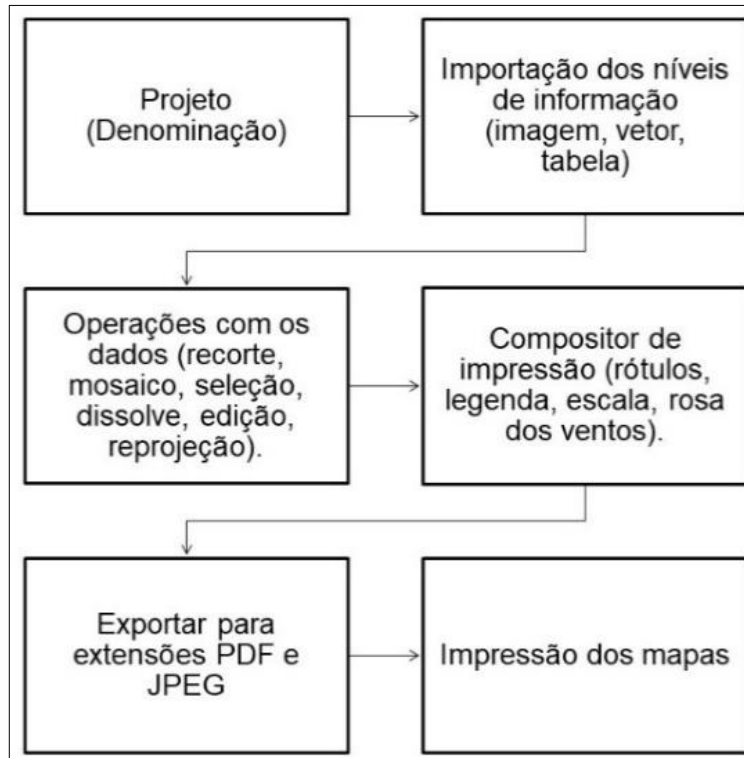 Projeto
(Denominação)
Importação dos níveis
de informação
(imagem, vetor,
tabela)
Operações com os
dados (recorte,
mosaico, seleção,
dissolve, edição,
reprojeção).
Compositor de
impressão (rótulos,
legenda, escala, rosa
dos ventos).
Exportar para
extensões PDF e
JPEG
Impressão dos mapas